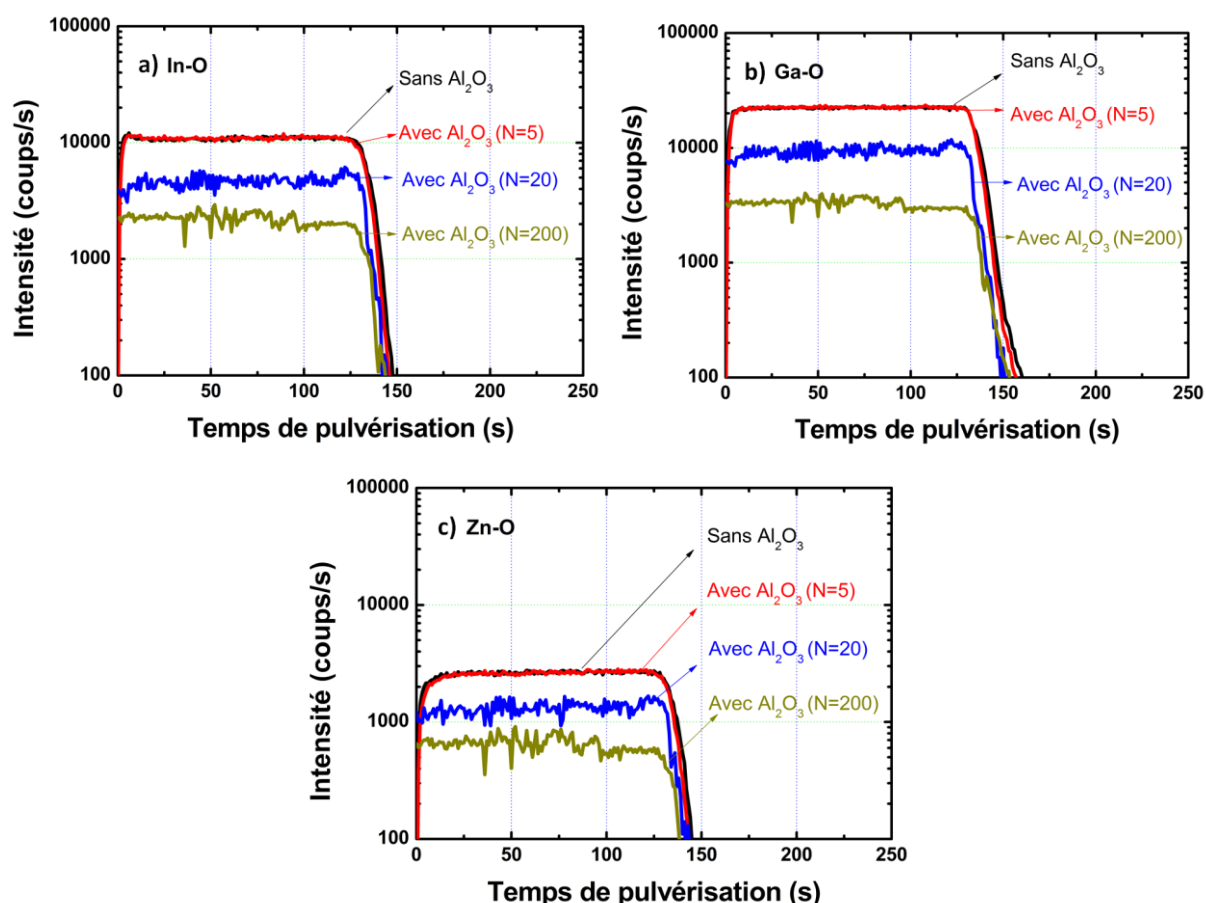 a) In-O
Intensité (coups/s)
100000
10000
1000
100
Sans Al₂O₃
Avec Al₂O₃ (N=5)
Avec Al₂O₃ (N=20)
Avec Al₂O₃ (N=200)
0 50 100 150 200 250
Temps de pulvérisation (s)
b) Ga-O
Intensité (coups/s)
100000
10000
1000
100
Sans Al₂O₃
Avec Al₂O₃ (N=5)
Avec Al₂O₃ (N=20)
Avec Al₂O₃ (N=200)
0 50 100 150 200 250
Temps de pulvérisation (s)
c) Zn-O
Intensité (coups/s)
100000
10000
1000
100
Sans Al₂O₃
Avec Al₂O₃ (N=5)
Avec Al₂O₃ (N=20)
Avec Al₂O₃ (N=200)
0 50 100 150 200 250
Temps de pulvérisation (s)